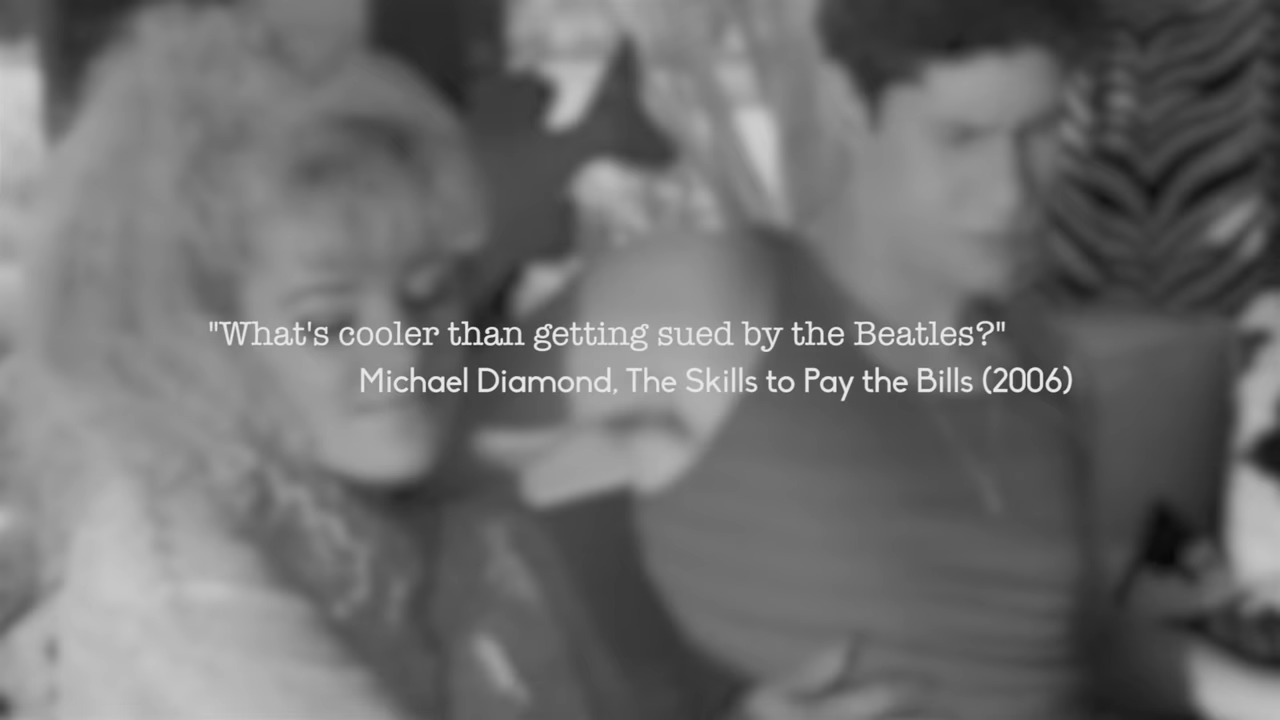 "What's cooler than getting sued by the Beatles?"
Michael Diamond, The Skills to Pay the Bills (2006)